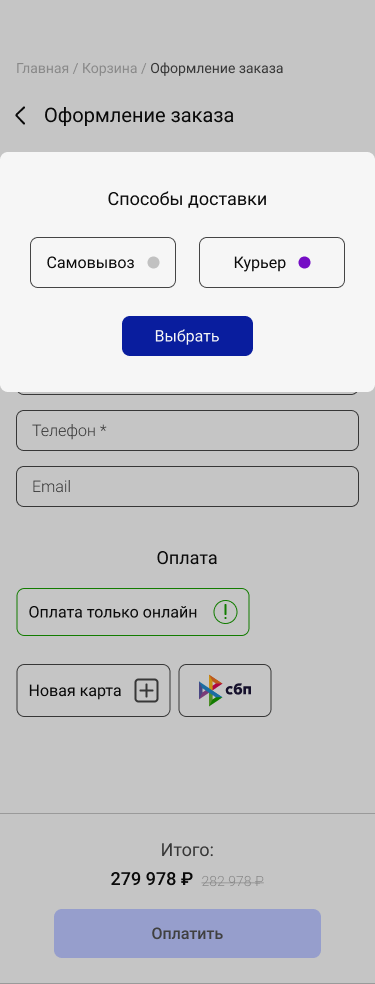 Главная / Корзина / Оформление заказа
Оформление заказа
Способы доставки
Самовывоз
Курьер
Выбрать
Телефон *
Email
Оплата
Оплата только онлайн
Новая карта
сбп
Итого:
279 978 ₽ 282 978 ₽
Оплатить